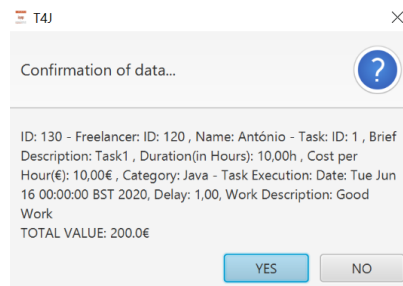 T4J
Confirmation of data...
ID: 130 - Freelancer: ID: 120 , Name: António - Task: ID: 1 , Brief
Description: Task1 , Duration(in Hours): 10,00h , Cost per
Hour(€): 10,00€ , Category: Java - Task Execution: Date: Tue Jun
16 00:00:00 BST 2020, Delay: 1,00, Work Description: Good
Work
TOTAL VALUE: 200.0€
YES
NO